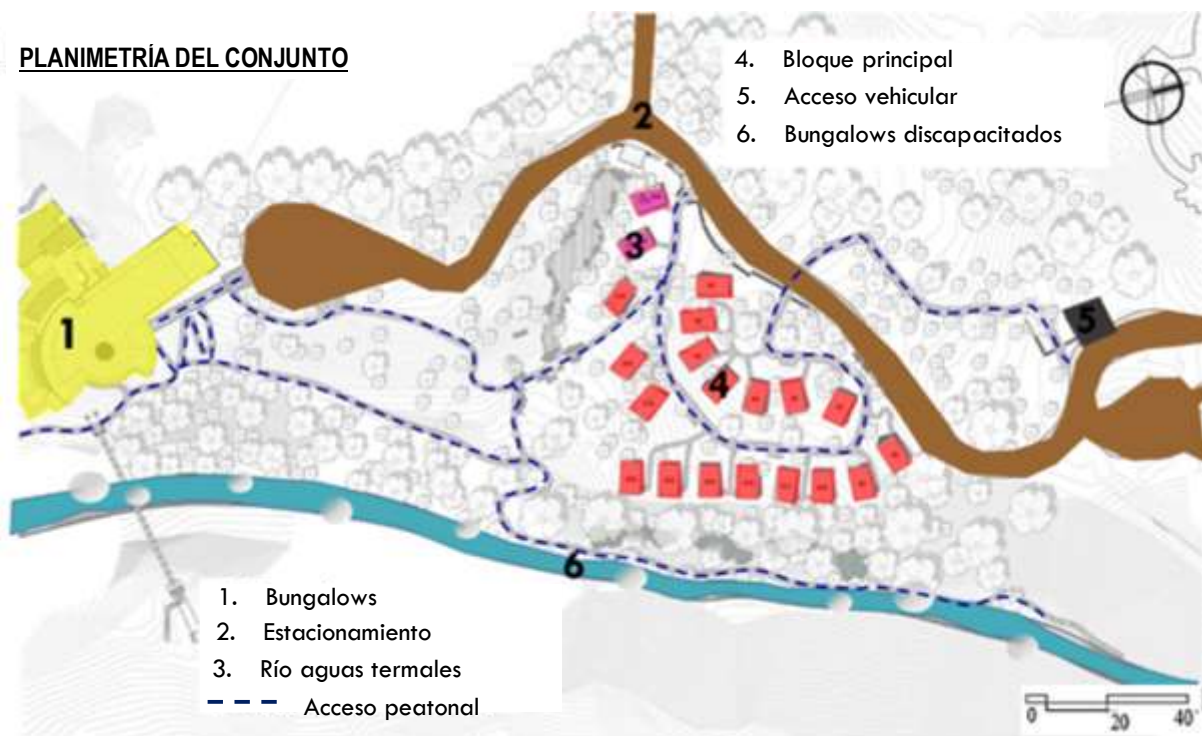 PLANIMETRÍA DEL CONJUNTO
4. Bloque principal
5. Acceso vehicular
6. Bungalows discapacitados
2
3
1
5
4
6
1. Bungalows
2. Estacionamiento
3. Río aguas termales
Acceso peatonal
0 20 40